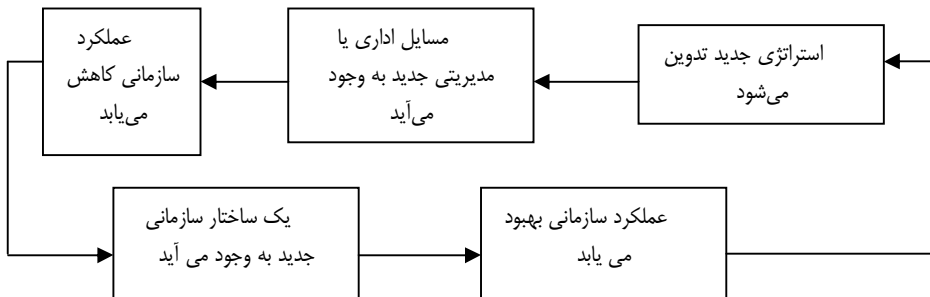 استراتژی جدید تدوین
می‌شود
مسایل اداری یا
مدیریتی جدید به وجود
می‌آید
عملکرد
سازمانی کاهش
می‌یابد
یک ساختار سازمانی
جدید به وجود می آید
عملکرد سازمانی بهبود
می یابد